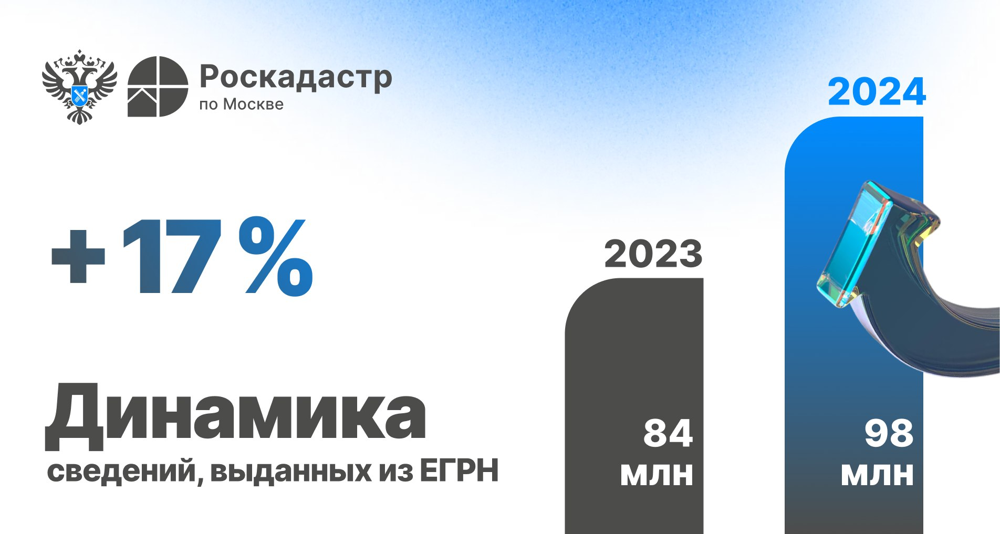 Роскадастр
по Москве
+17%
Динамика
сведений, выданных из ЕГРН
2023
84
млн
2024
98
млн